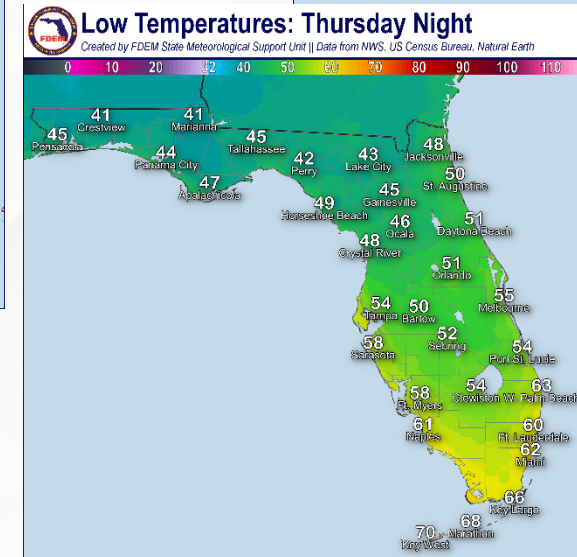 FDEM
Low Temperatures: Thursday Night
Created by FDEM State Meteorological Support Unit || Data from NWS, US Census Bureau, Natural Earth
0 10 20 32 40 50 60 70 80 90 100 110
41
Crestview
41
Marianna
45
Pensacola
44
Panama City
45
Tallahassee
47
Apalachicola
42
Perry
43
Lake City
48
Jacksonville
50
St. Augustine
45
Gainesville
49
Horseshoe Beach
46
Ocala
51
Daytona Beach
48
Crystal River
51
Orlando
54
Tampa
50
Bartow
55
Melbourne
52
Sebring
58
Sarasota
54
Port St. Lucie
58
Ft. Myers
54
Clewiston
63
W. Palm Beach
61
Naples
60
Ft. Lauderdale
62
Miami
66
Key Largo
68
Marathon
70
Key West